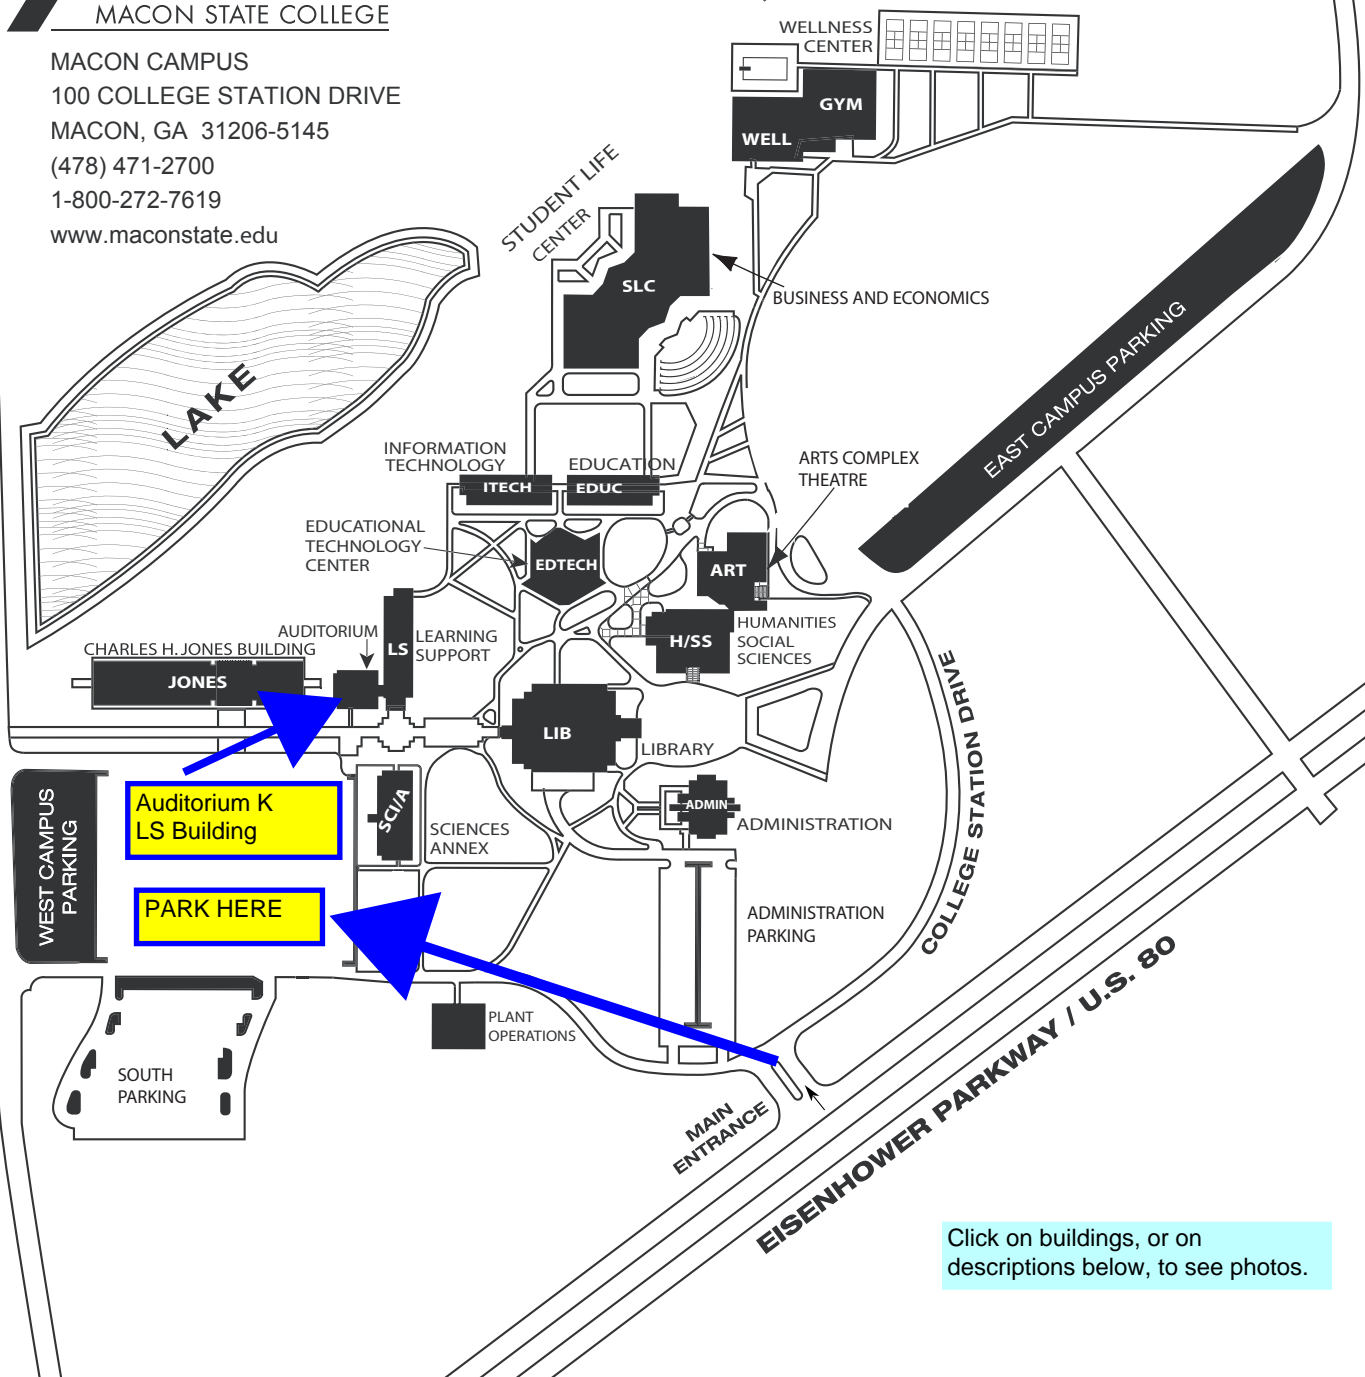 MACON STATE COLLEGE
MACON CAMPUS
100 COLLEGE STATION DRIVE
MACON, GA 31206-5145
(478) 471-2700
1-800-272-7619
www.maconstate.edu
WELLNESS
CENTER
GYM
WELL
STUDENT LIFE
CENTER
SLC
BUSINESS AND ECONOMICS
LAKE
EAST CAMPUS PARKING
INFORMATION
TECHNOLOGY
EDUCATION
ITECH
EDUC
ARTS COMPLEX
THEATRE
EDUCATIONAL
TECHNOLOGY
CENTER
EDTECH
ART
AUDITORIUM
LS
LEARNING
SUPPORT
H/SS
HUMANITIES
SOCIAL
SCIENCES
CHARLES H. JONES BUILDING
JONES
LIB
LIBRARY
COLLEGE STATION DRIVE
WEST CAMPUS
PARKING
Auditorium K
LS Building
SCI/A
SCIENCES
ANNEX
ADMIN
ADMINISTRATION
PARK HERE
ADMINISTRATION
PARKING
PLANT
OPERATIONS
SOUTH
PARKING
MAIN
ENTRANCE
EISENHOWER PARKWAY / U.S. 80
Click on buildings, or on
descriptions below, to see photos.